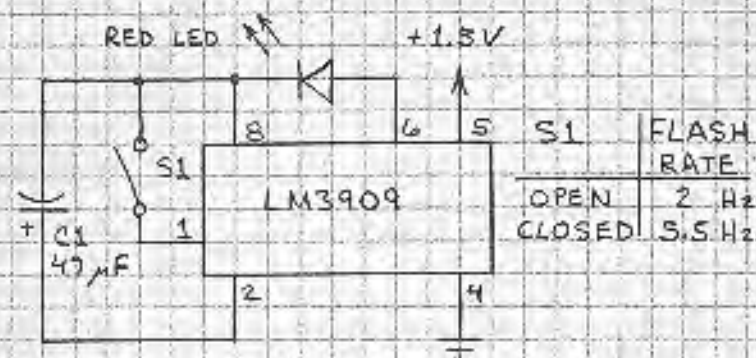 RED LED
+1.5V
8 6 5
S1 FLASH
RATE
S1
LM3909
OPEN 2 Hz
1
CLOSED 5.5 Hz
+ C1
47 µF
2 4